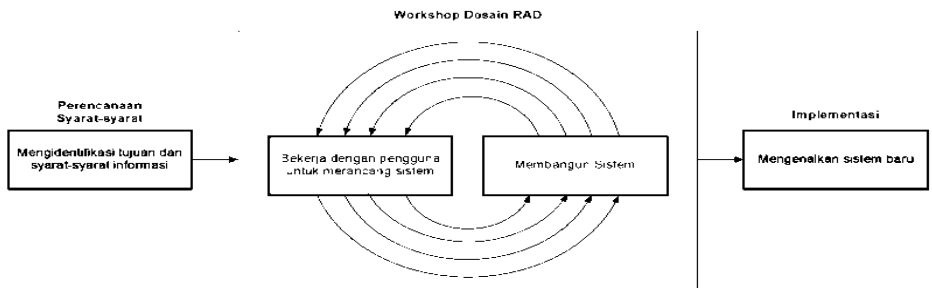 Workshop Dosain RAD
Perencanaan
Syarat-syarat
Mengidentifikasi tujuan dan
syarat-syarat informasi
Bekerja dengan pengguna
untuk merancang sistem
Membangun Sistem
Implementasi
Mengenalkan sistem baru